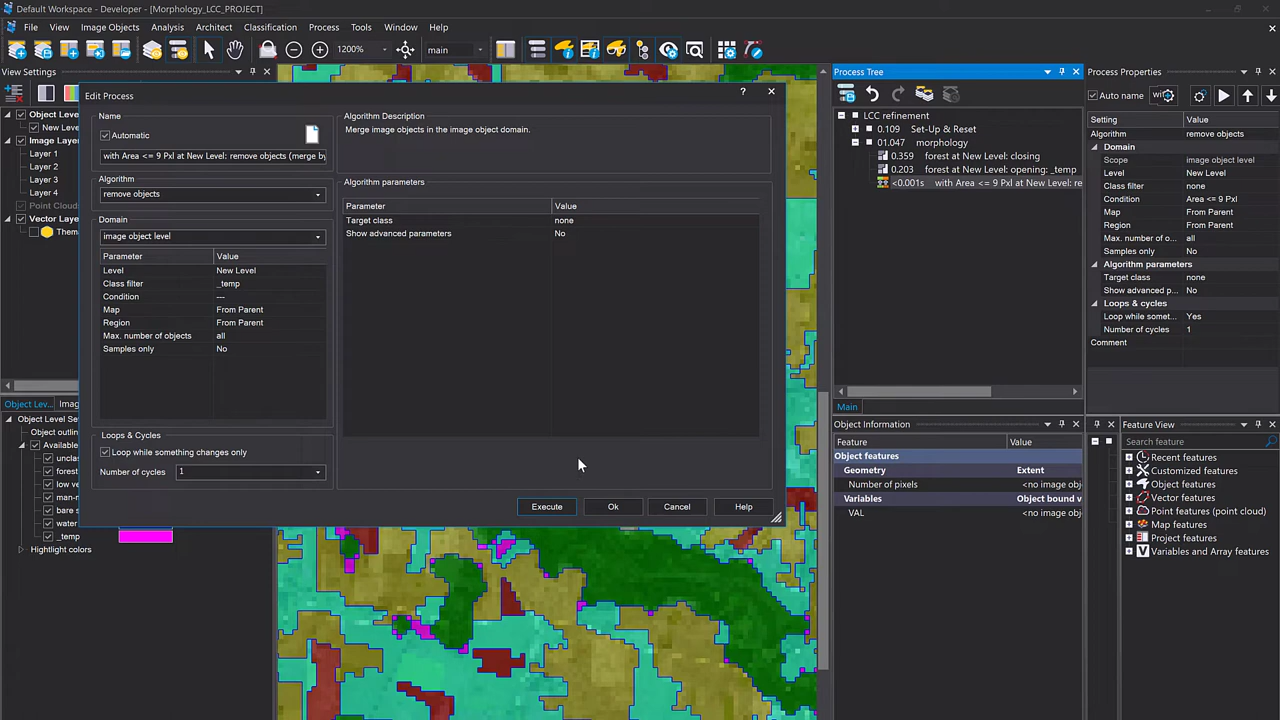 Default Workspace - Developer - [Morphology_LCC_PROJECT]
File View Image Objects Analysis Architect Classification Process Tools Window Help
1200% main
View Settings
Object Level
New Leve
Image Layer
Layer 1
Layer 2
Layer 3
Layer 4
Point Clouds
Vector Layer
Them
Edit Process
Name
Automatic
with Area <= 9 Pxl at New Level: remove objects (merge by
Algorithm
remove objects
Domain
image object level
Parameter Value
Level New Level
Class filter _temp
Condition ---
Map From Parent
Region From Parent
Max. number of objects all
Samples only No
Loops & Cycles
Loop while something changes only
Number of cycles 1
Algorithm Description
Merge image objects in the image object domain.
Algorithm parameters
Parameter Value
Target class none
Show advanced parameters No
Execute Ok Cancel Help
Object Lev... Ima
Object Level Set
Object outlin
Available
unclas
forest
low ve
man-m
bare s
water
_temp
Hightlight colors
Process Tree
LCC refinement
0.109 Set-Up & Reset
01.047 morphology
0.359 forest at New Level: closing
0.203 forest at New Level: opening: _temp
<0.001s with Area <= 9 Pxl at New Level: re
Main
Process Properties
Auto name
Setting Value
Algorithm remove objects
Domain
Scope image object level
Level New Level
Class filter none
Condition Area <= 9 Pxl
Map From Parent
Region From Parent
Max. number of o... all
Samples only No
Algorithm parameters
Target class none
Show advanced p... No
Loops & cycles
Loop while somet... Yes
Number of cycles 1
Comment
Object Information
Feature Value
Object features
Geometry Extent
Number of pixels <no image obj
Variables Object bound v
VAL <no image obj
Feature View
Search feature
Recent features
Customized features
Object features
Vector features
Point features (point cloud)
Map features
Project features
Variables and Array features